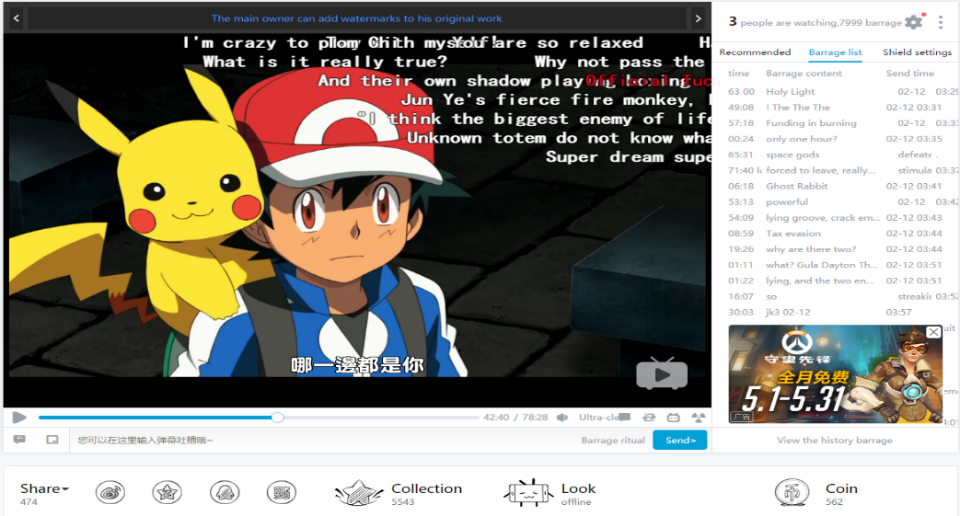 The main owner can add watermarks to his original work
I'm crazy to You are so relaxed
What is it really true? Why not pass the
And their own shadow
Jun Ye's fierce fire monkey,
"I think the biggest enemy of life
Unknown totem do not know wha
Super dream supe
哪一邊都是你
42:40 / 78:28 Ultra-cle
您可以在这里输入弹幕吐槽哦~ Barrage ritual Send>
3 people are watching,7999 barrage
Recommended Barrage list Shield settings
time Barrage content Send time
63 00 Holy Light 02-12 03:29
49:08 ! The The The 02-12 03:31
57:18 Funding in burning 02-12 03:33
00:24 only one hour? 02-12 03:35
65:31 space gods defeate .
71:40 forced to leave, really... stimula 03:37
06:18 Ghost Rabbit 02-12 03:41
53:13 powerful 02-12 03:42
54:09 lying groove, crack em... 02-12 03:43
08:59 Tax evasion 02-12 03:44
19:26 why are there two? 02-12 03:44
01:11 what? Gula Dayton Th... 02-12 03:51
01:22 lying, and the two en... 02-12 03:51
16:07 so streakin 03:52
30:03 jk3 02-12 03:57
守望先锋
全月免费
5.1-5.31
广告
View the history barrage
Share
474
Collection
5543
Look
offline
币
Coin
562